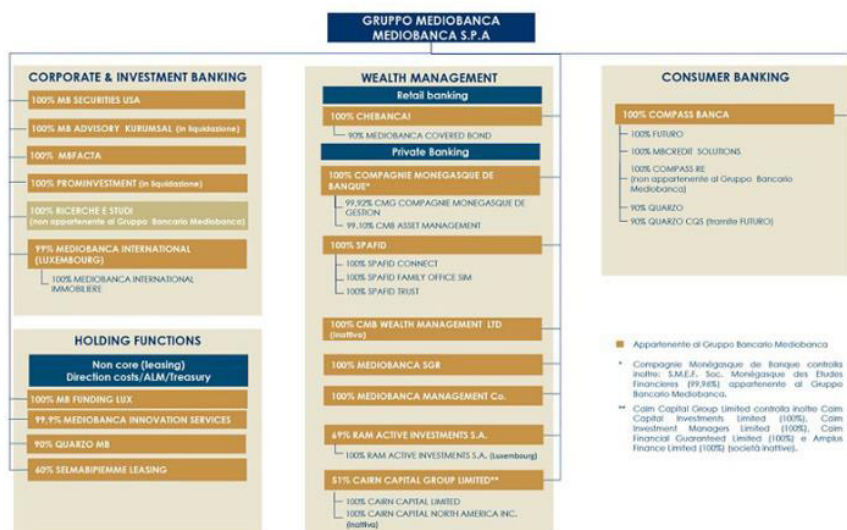 GRUPPO MEDIOBANCA
MEDIOBANCA S.P.A
CORPORATE & INVESTMENT BANKING
100% MB SECURITIES USA
100% MB ADVISORY KURUMSAL (in liquidazione)
100% MBFACTA
100% PROMINVESTMENT (in liquidazione)
100% RICERCHE E STUDI
(non appartenente al Gruppo Bancario Mediobanca)
99% MEDIOBANCA INTERNATIONAL
(LUXEMBOURG)
100% MEDIOBANCA INTERNATIONAL
IMMOBILIERE
HOLDING FUNCTIONS
Non core (leasing)
Direction costs/ALM/Treasury
100% MB FUNDING LUX
99,9% MEDIOBANCA INNOVATION SERVICES
90% QUARZO MB
60% SELMABIPIEMME LEASING
WEALTH MANAGEMENT
Retail banking
100% CHEBANCA!
90% MEDIOBANCA COVERED BOND
Private Banking
100% COMPAGNIE MONEGASQUE DE
BANQUE*
99,92% CMG COMPAGNIE MONEGASQUE DE
GESTION
99,10% CMB ASSET MANAGEMENT
100% SPAFID
100% SPAFID CONNECT
100% SPAFID FAMILY OFFICE SIM
100% SPAFID TRUST
100% CMB WEALTH MANAGEMENT LTD
(inattiva)
100% MEDIOBANCA SGR
100% MEDIOBANCA MANAGEMENT Co.
69% RAM ACTIVE INVESTMENTS S.A.
100% RAM ACTIVE INVESTMENTS S.A. (Luxembourg)
51% CAIRN CAPITAL GROUP LIMITED**
100% CAIRN CAPITAL LIMITED
100% CAIRN CAPITAL NORTH AMERICA INC.
(inattiva)
CONSUMER BANKING
100% COMPASS BANCA
100% FUTURO
100% MBCREDIT SOLUTIONS
100% COMPASS RE
(non appartenente al Gruppo Bancario
Mediobanca)
90% QUARZO
90% QUARZO CQS (tramite FUTURO)
Appartenente al Gruppo Bancario Mediobanca
* Compagnie Monégasque de Banque controlla
inoltre: S.M.E.F. Soc. Monégasque des Etudes
Financieres (99,96%) appartenente al Gruppo
Bancario Mediobanca.
** Cairn Capital Group Limited controlla inoltre Cairn
Capital Investments Limited (100%), Cairn
Investment Managers Limited (100%), Cairn
Financial Guaranteed Limited (100%) e Amplus
Finance Limited (100%) (società inattive).